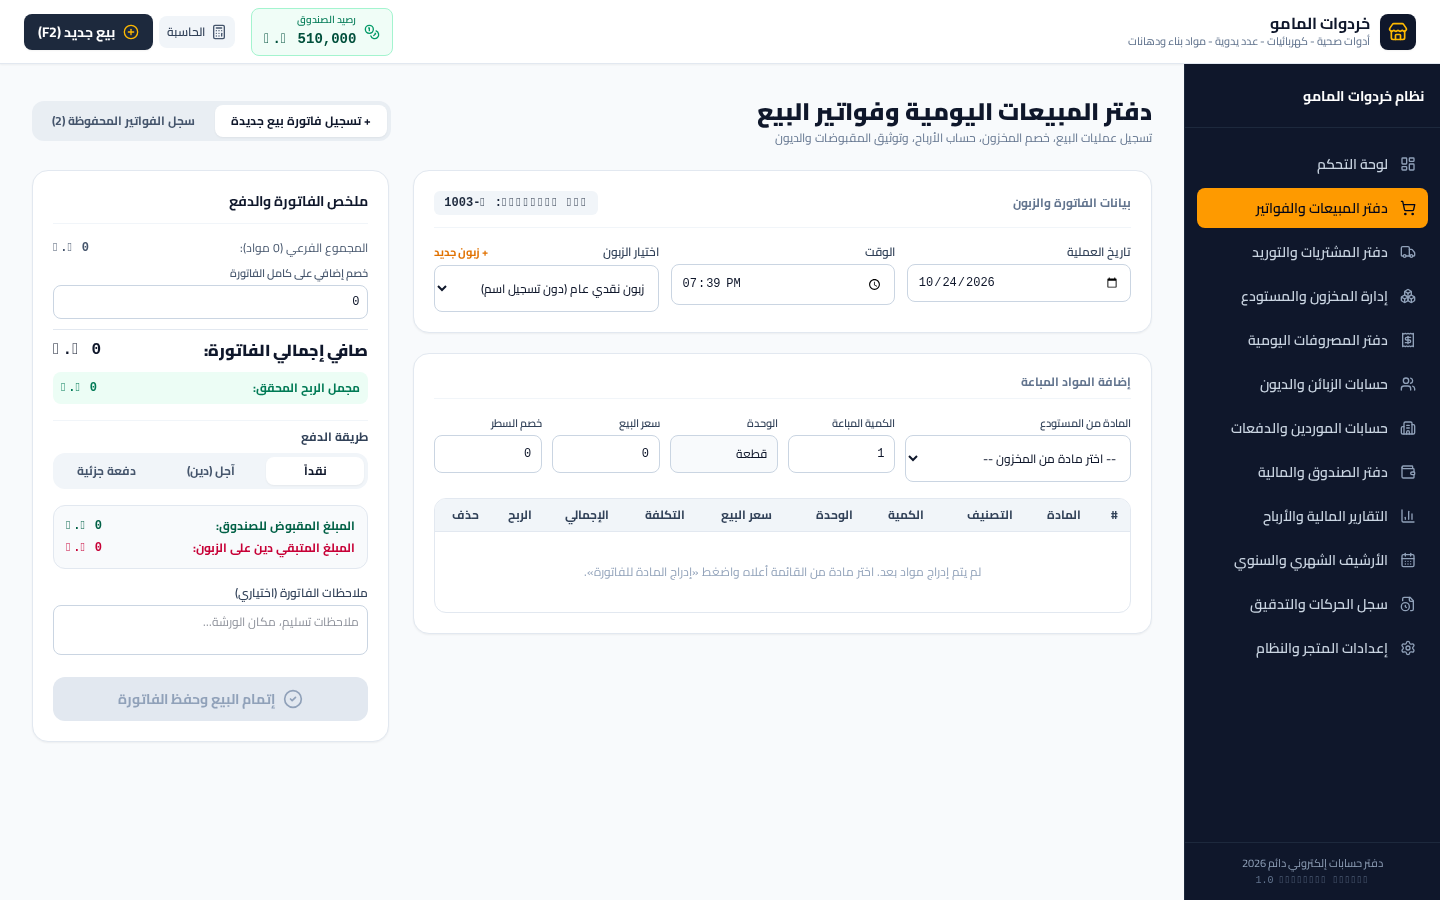 خردوات المامو
أدوات صحية - كهربائيات - عدد يدوية - مواد بناء ودهانات
رصيد الصندوق
510,000
الحاسبة
بيع جديد (F2)
نظام خردوات المامو
لوحة التحكم
دفتر المبيعات والفواتير
دفتر المشتريات والتوريد
إدارة المخزون والمستودع
دفتر المصروفات اليومية
حسابات الزبائن والديون
حسابات الموردين والدفعات
دفتر الصندوق والمالية
التقارير المالية والأرباح
الأرشيف الشهري والسنوي
سجل الحركات والتدقيق
إعدادات المتجر والنظام
دفتر حسابات إلكتروني دائم 2026
1.0
دفتر المبيعات اليومية وفواتير البيع
تسجيل عمليات البيع، خصم المخزون، حساب الأرباح، وتوثيق المقبوضات والديون
+ تسجيل فاتورة بيع جديدة
سجل الفواتير المحفوظة (2)
بيانات الفاتورة والزبون
1003-
تاريخ العملية
الوقت
اختيار الزبون
+ زبون جديد
10/24/2026
07:39 PM
زبون نقدي عام (دون تسجيل اسم)
إضافة المواد المباعة
المادة من المستودع
الكمية المباعة
الوحدة
سعر البيع
خصم السطر
-- اختر مادة من المخزون --
1
قطعة
0
0
# المادة التصنيف الكمية الوحدة سعر البيع التكلفة الإجمالي الربح حذف
لم يتم إدراج مواد بعد. اختر مادة من القائمة أعلاه واضغط «إدراج المادة للفاتورة».
ملخص الفاتورة والدفع
المجموع الفرعي (0 مواد): 0
خصم إضافي على كامل الفاتورة
0
صافي إجمالي الفاتورة: 0
مجمل الربح المحقق: 0
طريقة الدفع
نقداً
آجل (دين)
دفعة جزئية
المبلغ المقبوض للصندوق: 0
المبلغ المتبقي دين على الزبون: 0
ملاحظات الفاتورة (اختياري)
ملاحظات تسليم، مكان الورشة...
إتمام البيع وحفظ الفاتورة